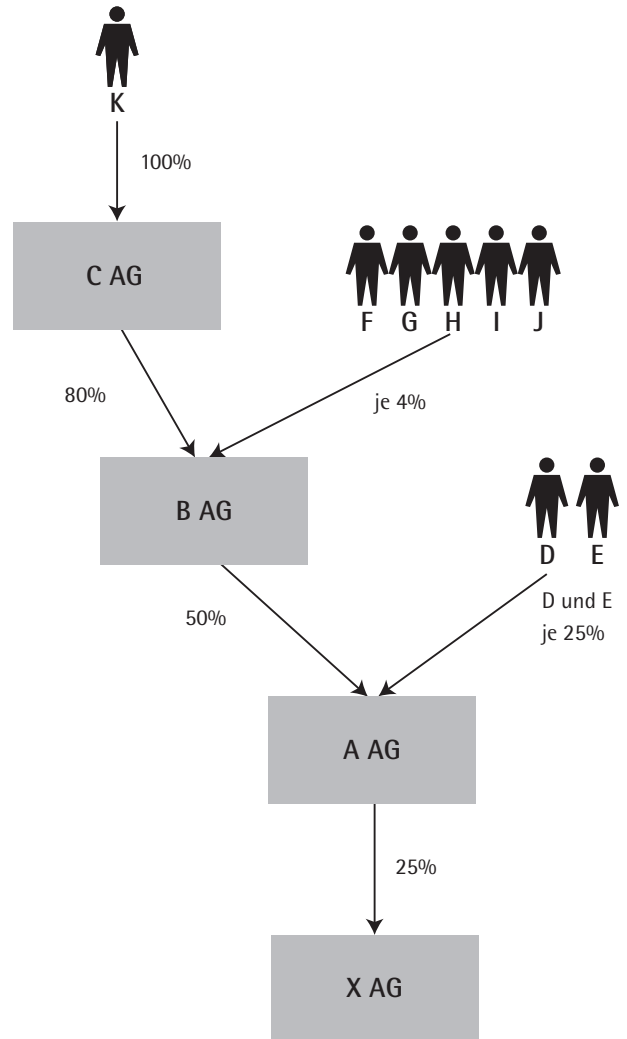 K
100%
C AG
F G H I J
80%
je 4%
B AG
D E
50%
D und E
je 25%
A AG
25%
X AG